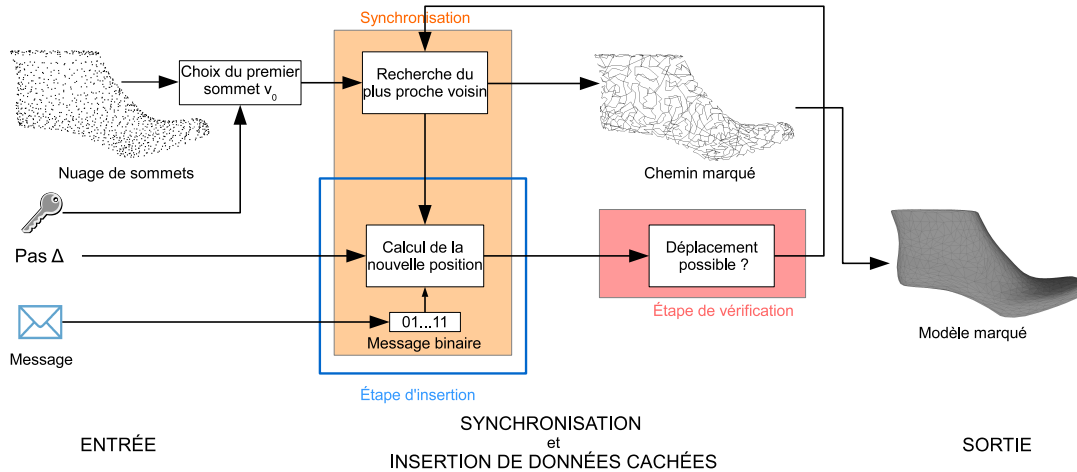 Synchronisation
Choix du premier
sommet v0
Recherche du
plus proche voisin
Nuage de sommets
Chemin marqué
Pas Δ
Calcul de la
nouvelle position
Déplacement
possible ?
Étape de vérification
01...11
Message binaire
Message
Modèle marqué
Étape d'insertion
ENTRÉE
SYNCHRONISATION
et
INSERTION DE DONNÉES CACHÉES
SORTIE